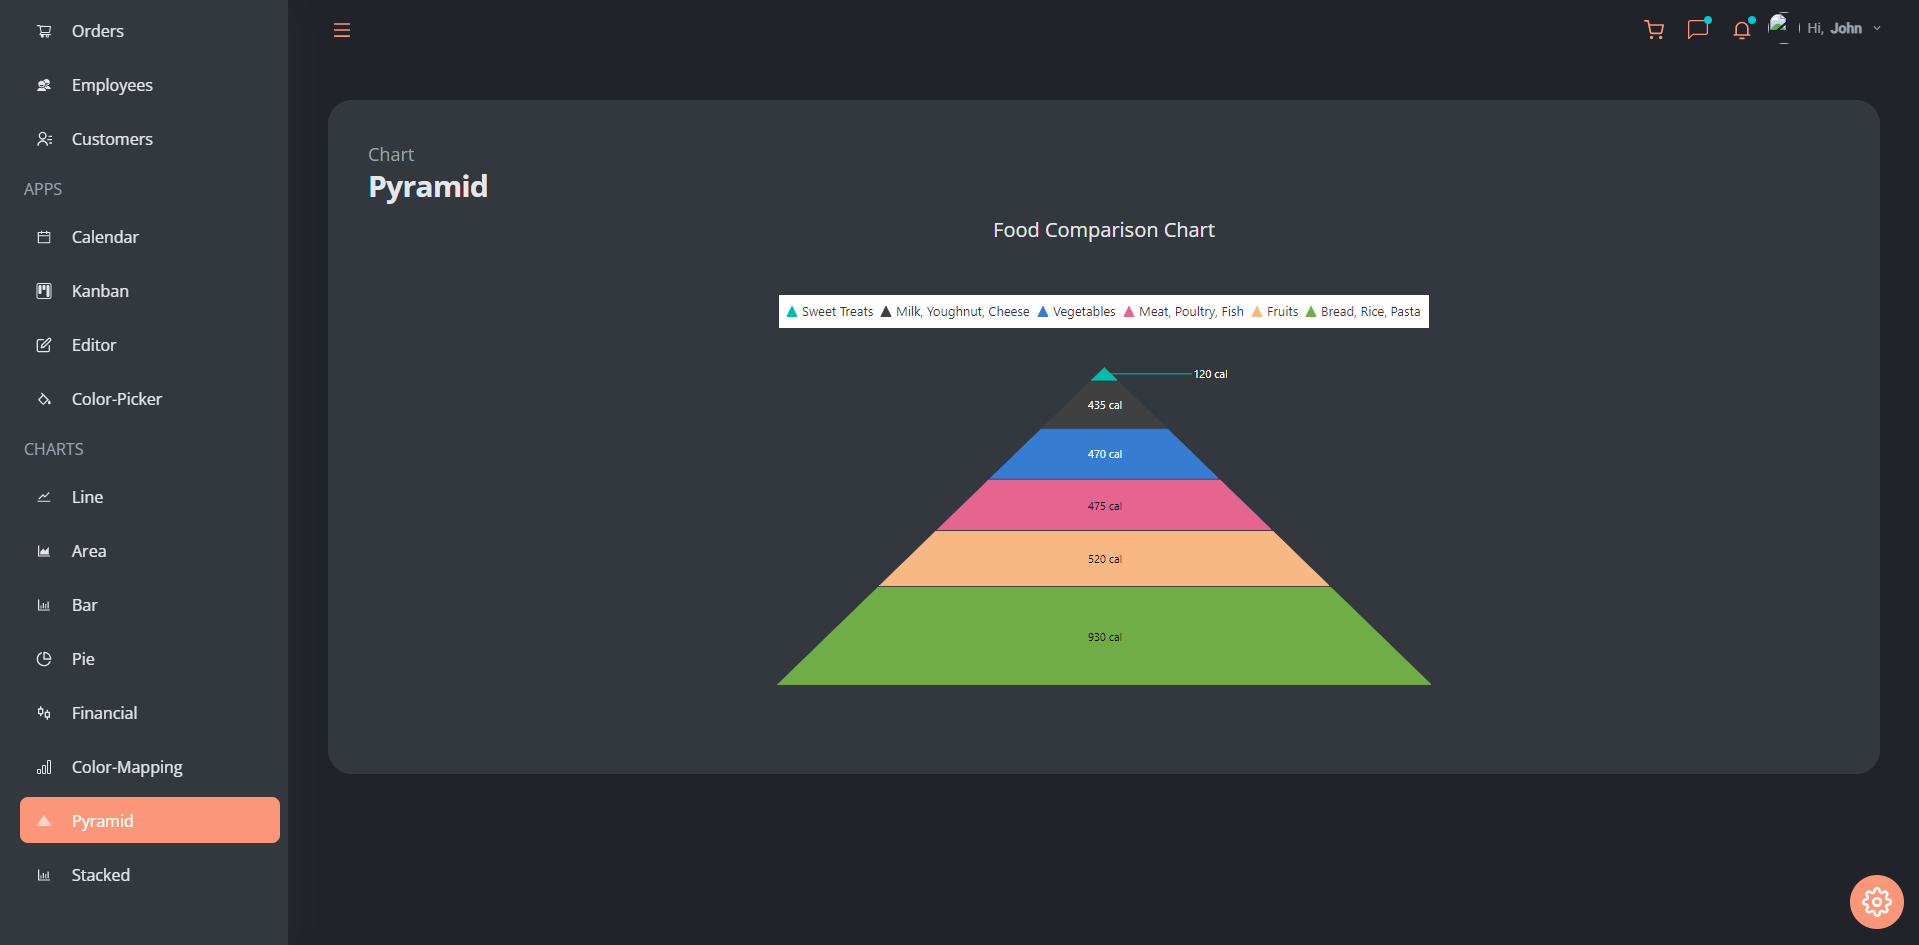 Orders
Employees
Customers
APPS
Calendar
Kanban
Editor
Color-Picker
CHARTS
Line
Area
Bar
Pie
Financial
Color-Mapping
Pyramid
Stacked
Hi, John
Chart
Pyramid
Food Comparison Chart
Sweet Treats Milk, Youghnut, Cheese Vegetables Meat, Poultry, Fish Fruits Bread, Rice, Pasta
120 cal
435 cal
470 cal
475 cal
520 cal
930 cal